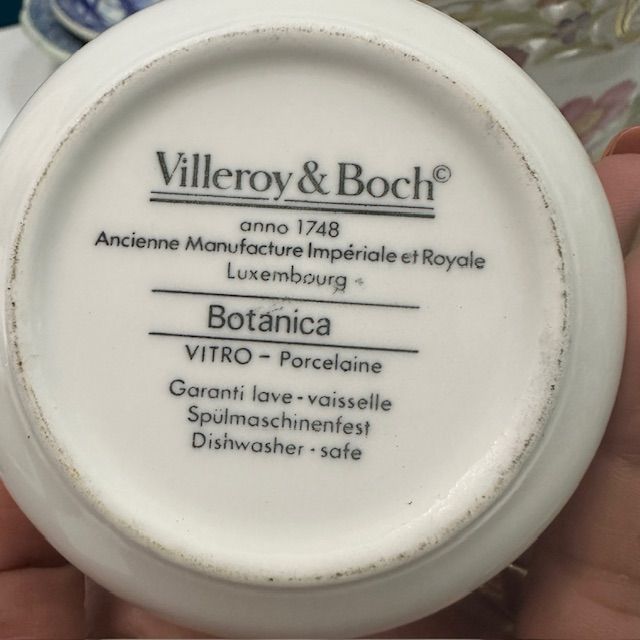 Villeroy & Boch©
anno 1748
Ancienne Manufacture Impériale et Royale
Luxembourg
Botanica
VITRO - Porcelaine
Garanti lave-vaisselle
Spülmaschinenfest
Dishwasher-safe